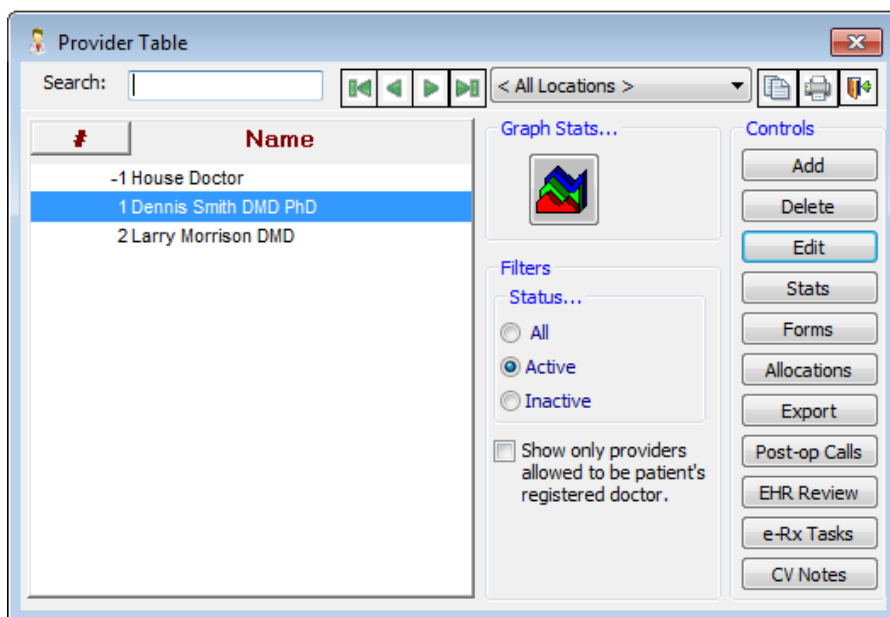 Provider Table
Search:
< All Locations >
# Name
-1 House Doctor
1 Dennis Smith DMD PhD
2 Larry Morrison DMD
Graph Stats...
Filters
Status...
All
Active
Inactive
Show only providers
allowed to be patient's
registered doctor.
Controls
Add
Delete
Edit
Stats
Forms
Allocations
Export
Post-op Calls
EHR Review
e-Rx Tasks
CV Notes